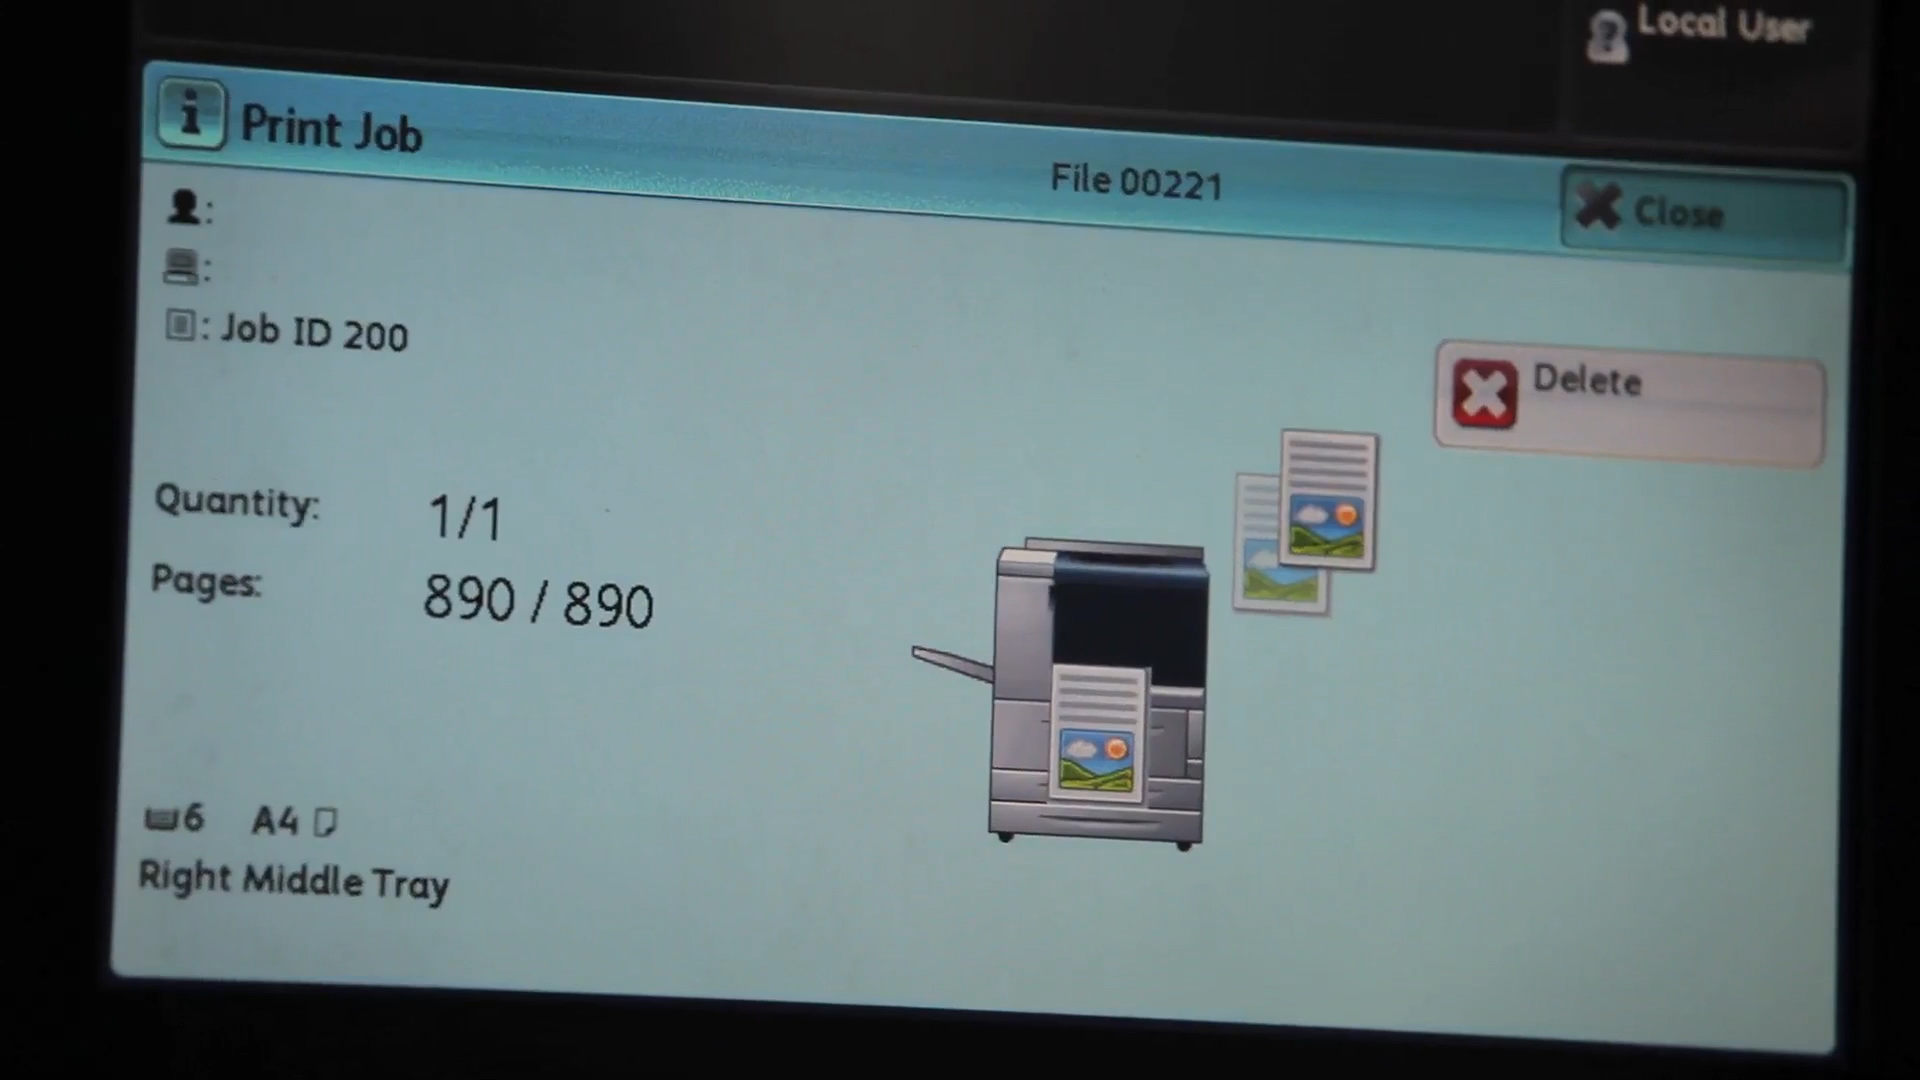 Local User
Print Job
File 00221
Close
:
:
: Job ID 200
Delete
Quantity: 1/1
Pages: 890 / 890
6 A4
Right Middle Tray